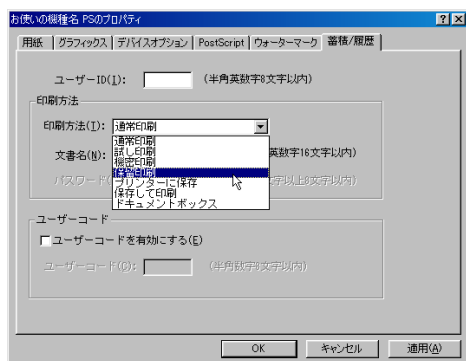 お使いの機種名 PSのプロパティ
用紙 グラフィックス デバイスオプション PostScript ウォーターマーク 蓄積/履歴
ユーザーID(I): (半角英数字8文字以内)
印刷方法
印刷方法(T): 通常印刷
通常印刷
試し印刷
文書名(N): 機密印刷 英数字16文字以内)
保留印刷
パスワード( プリンターに保存 字以上8文字以内)
保存して印刷
ドキュメントボックス
ユーザーコード
ユーザーコードを有効にする(E)
ユーザーコード(C): (半角数字8文字以内)
OK キャンセル 適用(A)